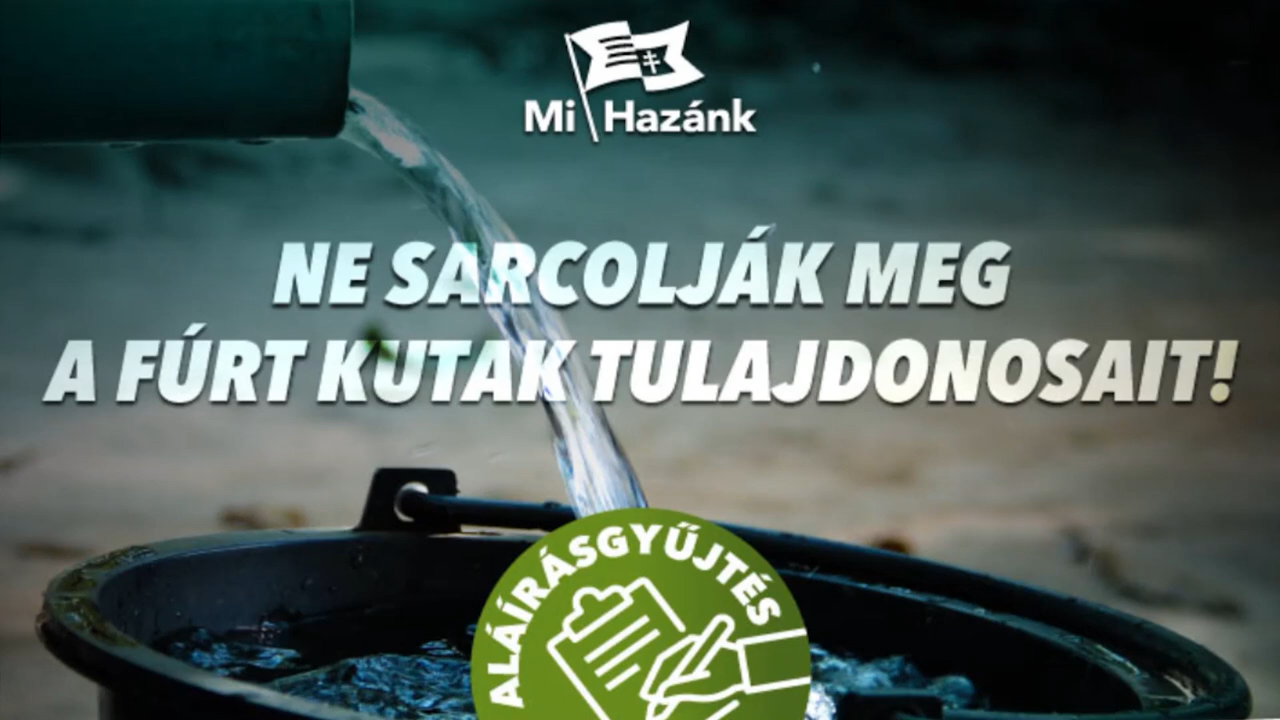 Mi Hazánk
NE SARCOLJÁK MEG
A FÚRT KUTAK TULAJDONOSAIT!
ALÁÍRÁSGYŰJTÉS